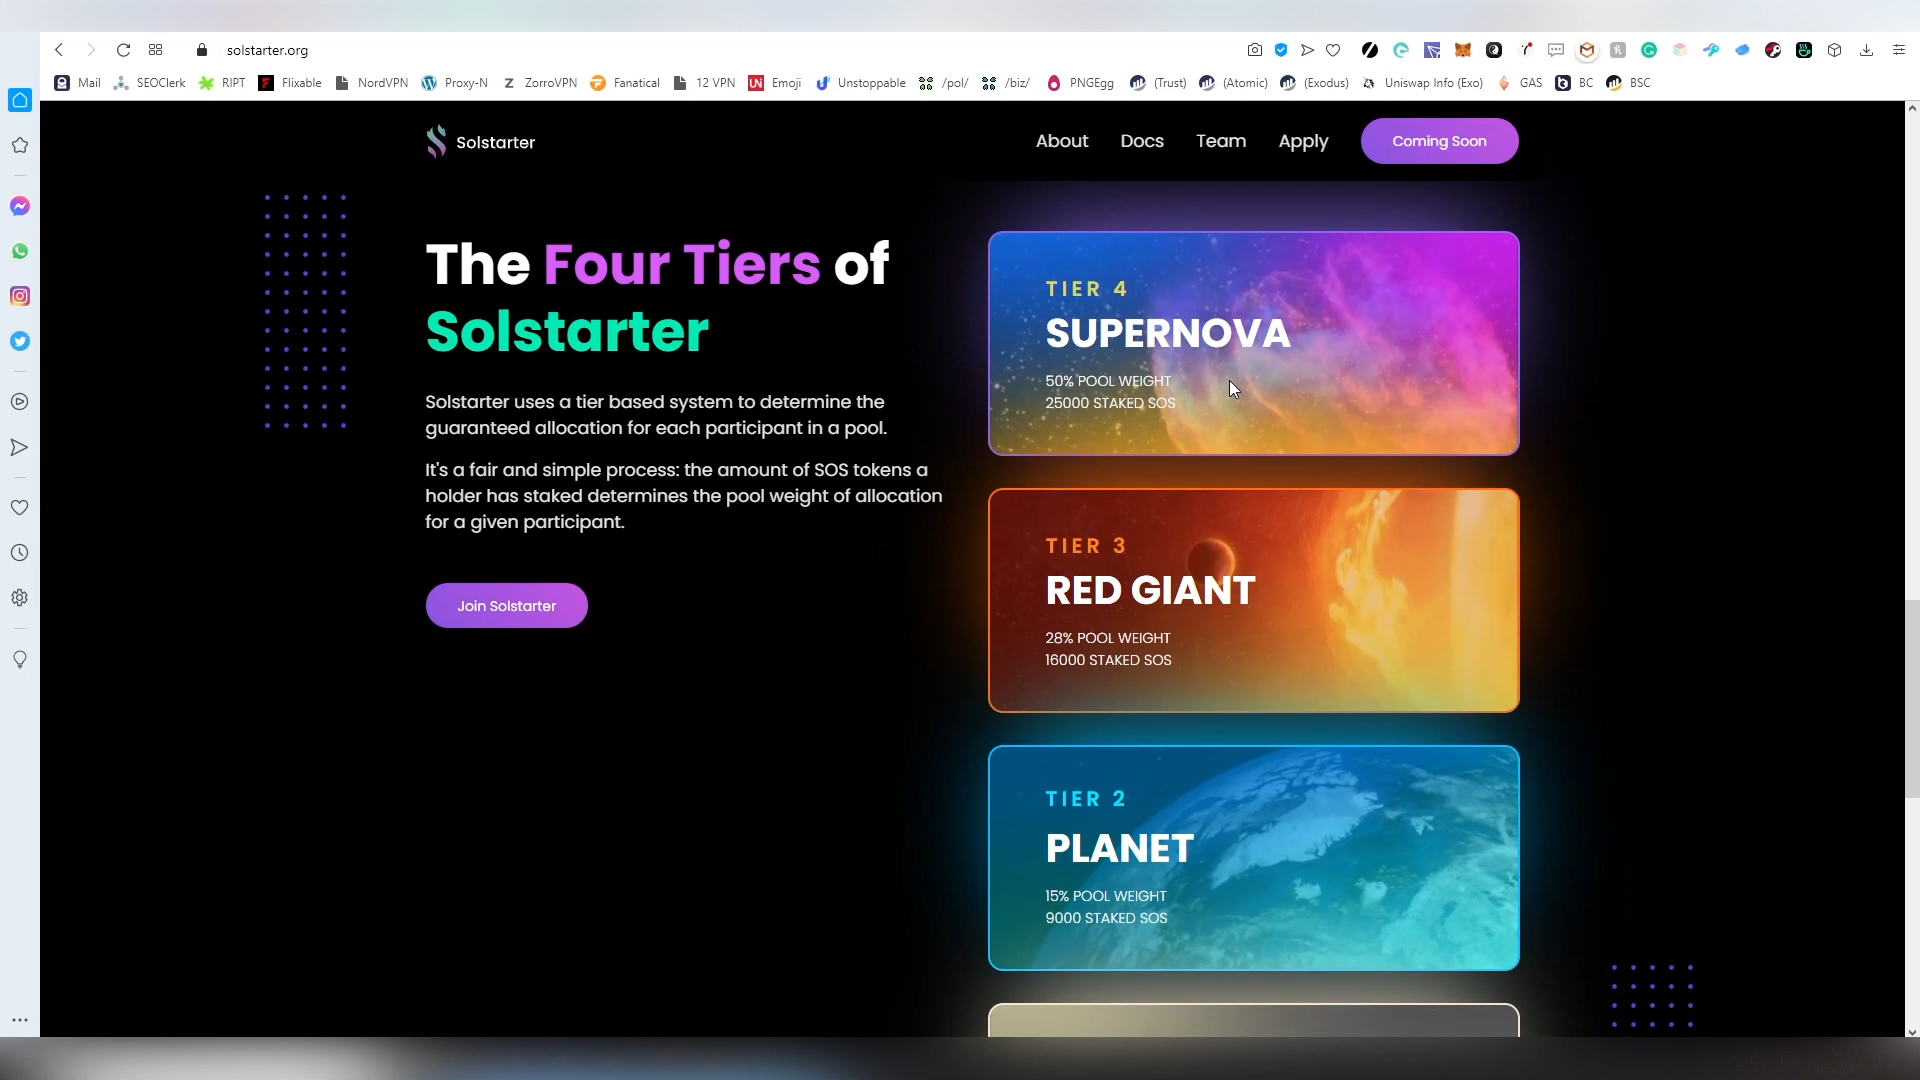 solstarter.org
Mail SEOClerk RIPT Flixable NordVPN Proxy-N ZorroVPN Fanatical 12 VPN Emoji Unstoppable /pol/ /biz/ PNGEgg (Trust) (Atomic) (Exodus) Uniswap Info (Exo) GAS BC BSC
Solstarter
About Docs Team Apply Coming Soon
The Four Tiers of
Solstarter
Solstarter uses a tier based system to determine the
guaranteed allocation for each participant in a pool.
It's a fair and simple process: the amount of SOS tokens a
holder has staked determines the pool weight of allocation
for a given participant.
Join Solstarter
TIER 4
SUPERNOVA
50% POOL WEIGHT
25000 STAKED SOS
TIER 3
RED GIANT
28% POOL WEIGHT
16000 STAKED SOS
TIER 2
PLANET
15% POOL WEIGHT
9000 STAKED SOS